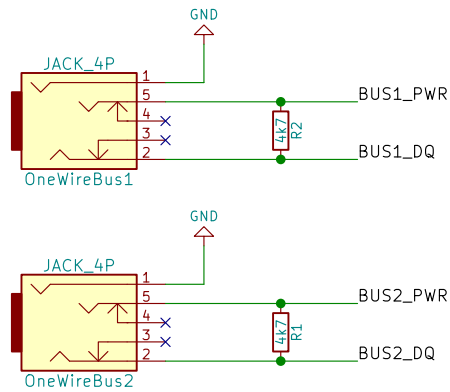 GND
JACK_4P
1
5
BUS1_PWR
4
4k7
R2
3
2
BUS1_DQ
OneWireBus1
GND
JACK_4P
1
5
BUS2_PWR
4
4k7
R1
3
2
BUS2_DQ
OneWireBus2